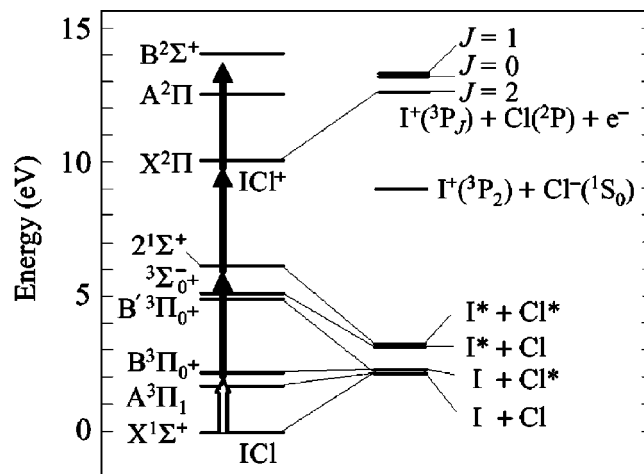 15
B²Σ⁺
J = 1
J = 0
A²Π
J = 2
I⁺(³P_J) + Cl(²P) + e⁻
10
X²Π
ICl⁺
I⁺(³P₂) + Cl⁻(¹S₀)
Energy (eV)
2¹Σ⁺
³Σ⁻₀₊
5
B′³Π₀₊
I* + Cl*
I* + Cl
B³Π₀₊
I + Cl*
A³Π₁
I + Cl
0
X¹Σ⁺
ICl